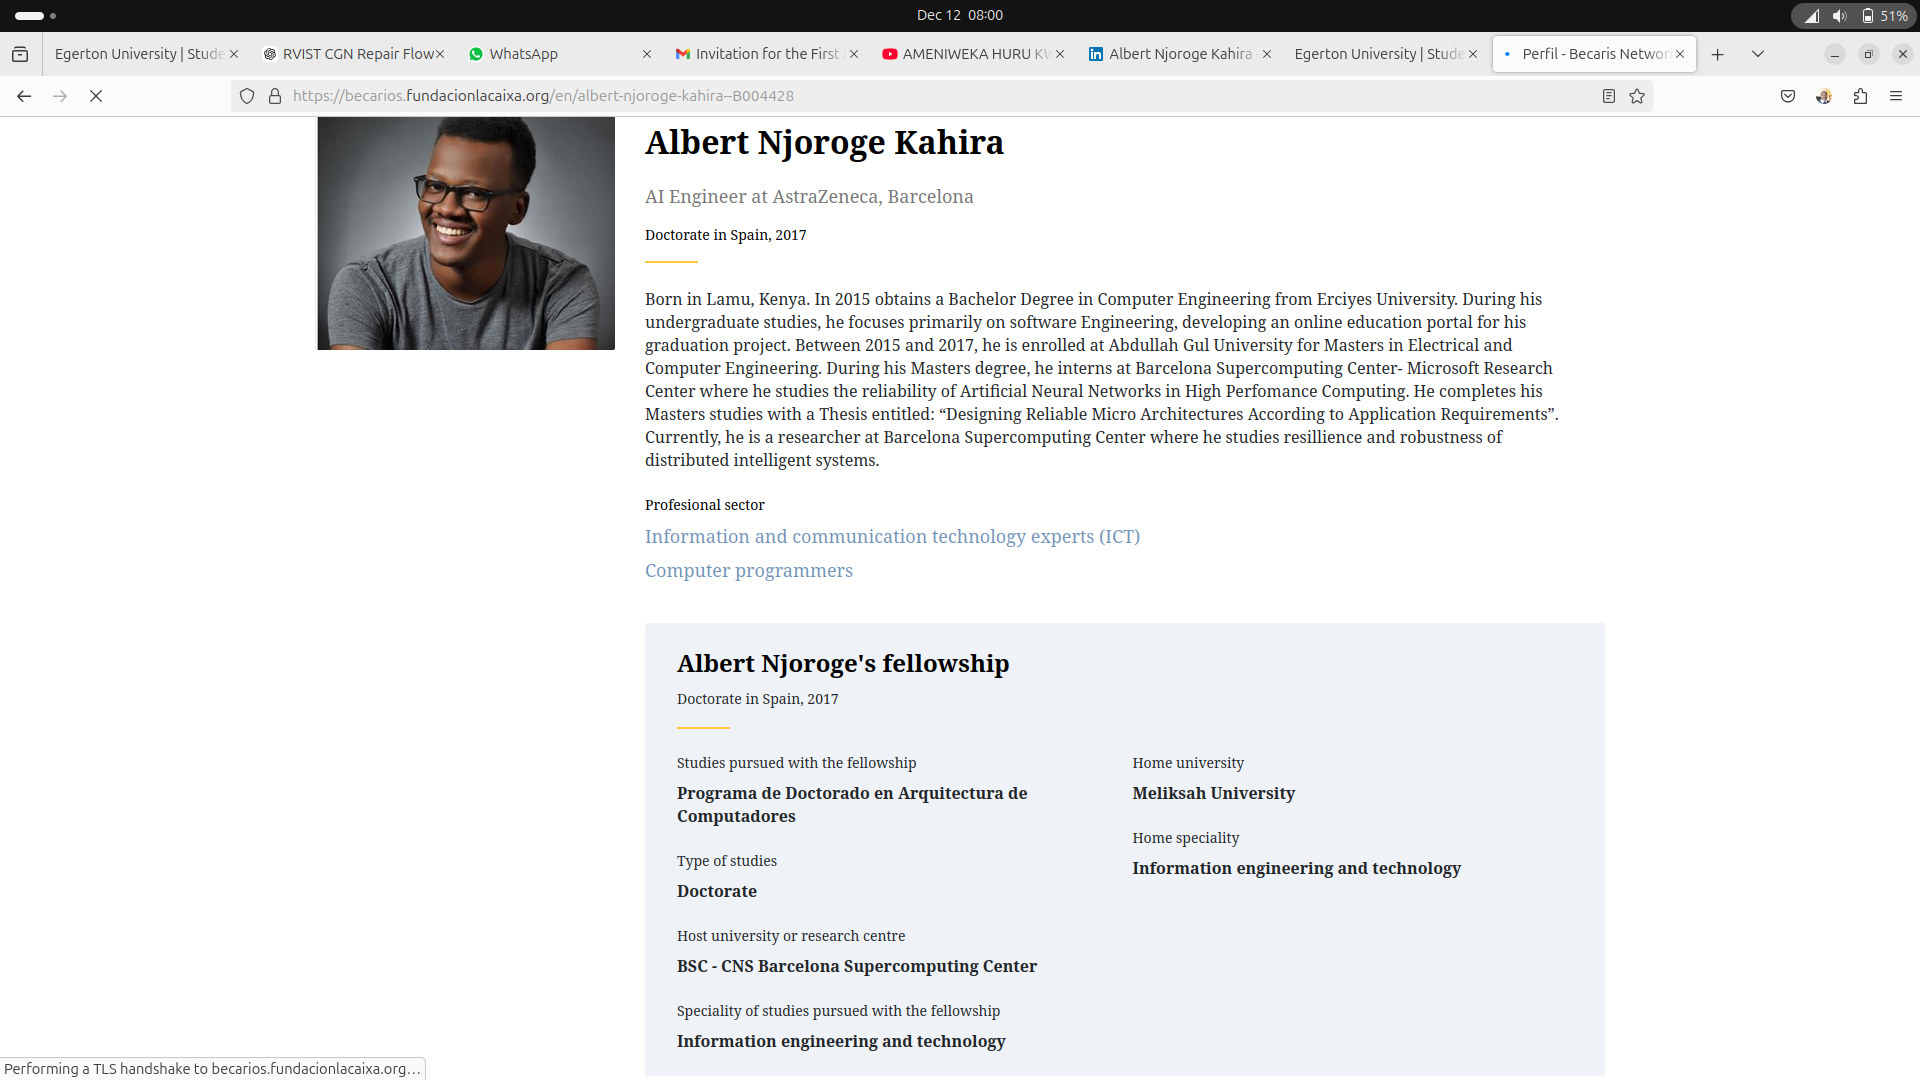 Dec 12 08:00
51%
Egerton University | Stude
RVIST CGN Repair Flow
WhatsApp
Invitation for the First
AMENIWEKA HURU KW
Albert Njoroge Kahira -
Egerton University | Stude
Perfil - Becaris Network
https://becarios.fundacionlacaixa.org/en/albert-njoroge-kahira--B004428
Albert Njoroge Kahira
AI Engineer at AstraZeneca, Barcelona
Doctorate in Spain, 2017
Born in Lamu, Kenya. In 2015 obtains a Bachelor Degree in Computer Engineering from Erciyes University. During his
undergraduate studies, he focuses primarily on software Engineering, developing an online education portal for his
graduation project. Between 2015 and 2017, he is enrolled at Abdullah Gul University for Masters in Electrical and
Computer Engineering. During his Masters degree, he interns at Barcelona Supercomputing Center- Microsoft Research
Center where he studies the reliability of Artificial Neural Networks in High Perfomance Computing. He completes his
Masters studies with a Thesis entitled: “Designing Reliable Micro Architectures According to Application Requirements”.
Currently, he is a researcher at Barcelona Supercomputing Center where he studies resillience and robustness of
distributed intelligent systems.
Profesional sector
Information and communication technology experts (ICT)
Computer programmers
Albert Njoroge's fellowship
Doctorate in Spain, 2017
Studies pursued with the fellowship
Programa de Doctorado en Arquitectura de
Computadores
Type of studies
Doctorate
Host university or research centre
BSC - CNS Barcelona Supercomputing Center
Speciality of studies pursued with the fellowship
Information engineering and technology
Home university
Meliksah University
Home speciality
Information engineering and technology
Performing a TLS handshake to becarios.fundacionlacaixa.org…